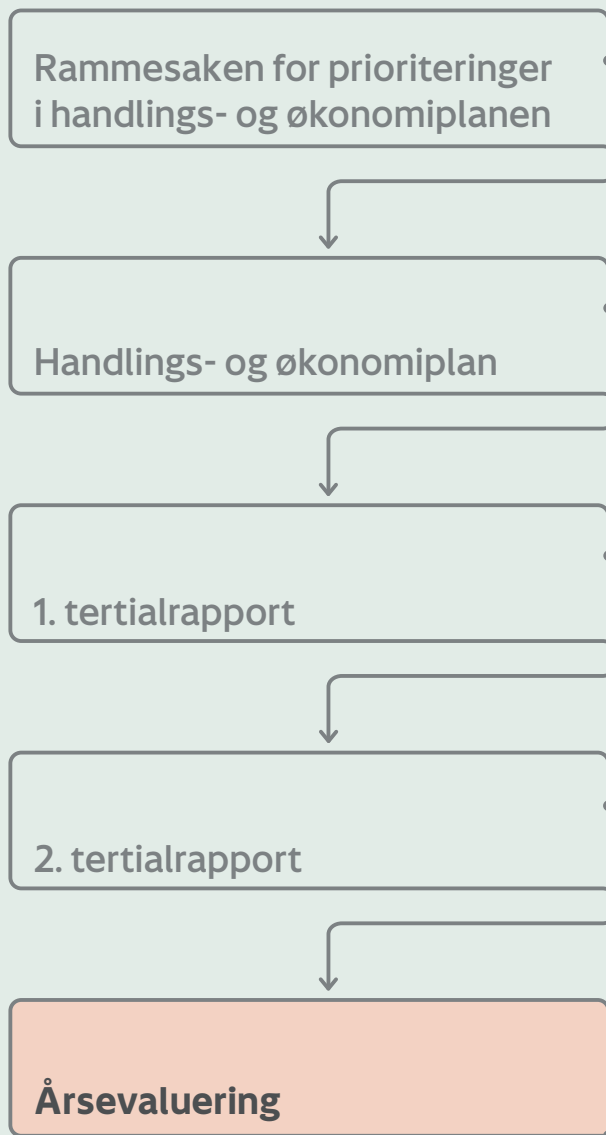 Rammesaken for prioriteringer
i handlings- og økonomiplanen
Handlings- og økonomiplan
1. tertialrapport
2. tertialrapport
Årsevaluering